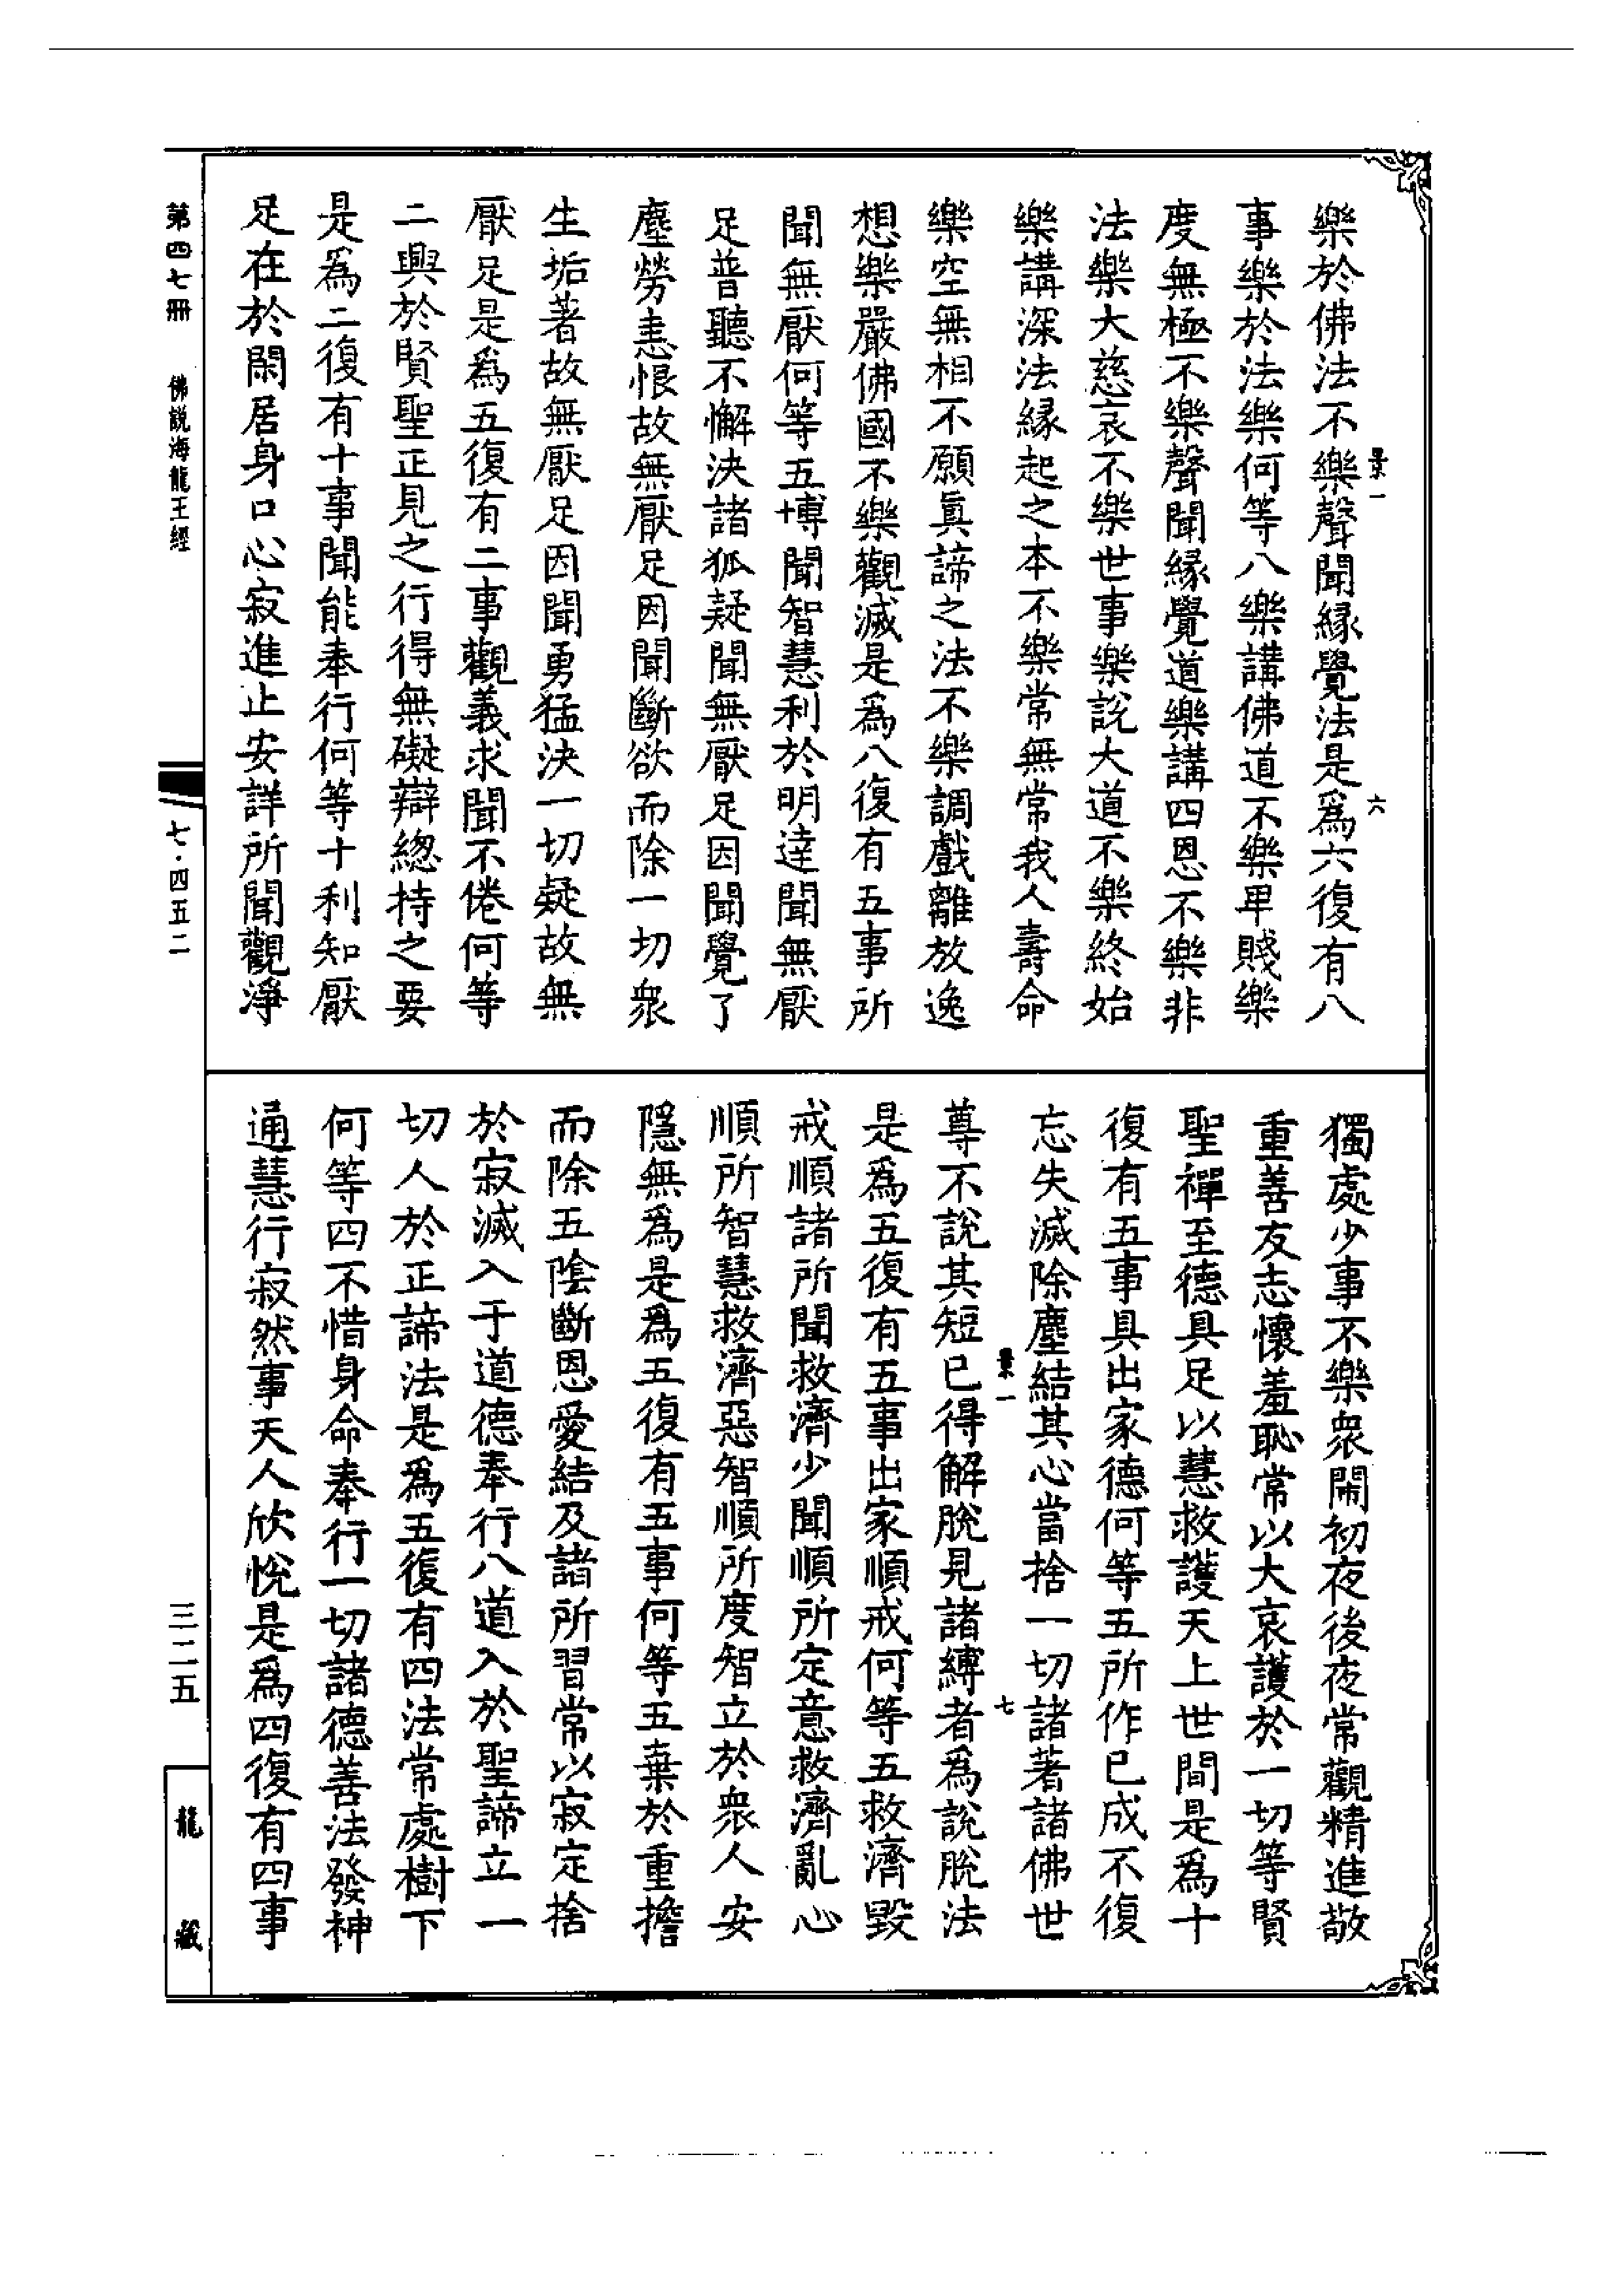 樂於佛法不樂聲聞緣覺法是為六復有八
事樂於法樂何等八樂講佛道不樂卑賤樂
度無極不樂聲聞緣覺道樂講四恩不樂非
法樂大慈哀不樂世事樂說大道不樂終始
樂講深法緣起之本不樂常無常我人壽命
樂空無相不願真諦之法不樂調戲離放逸
想樂嚴佛國不樂觀滅是為八復有五事所
聞無厭何等五博聞智慧利於明達聞無厭
足普聽不懈決諸狐疑聞無厭足因聞覺了
塵勞恚恨故無厭足因聞斷欲而除一切眾
生垢著故無厭足因聞勇猛決一切疑故無
厭足是為五復有二事觀義求聞不倦何等
二興於賢聖正見之行得無礙辯總持之要
是為二復有十事聞能奉行何等十利知厭
足在於閑居身口心寂進止安詳所聞觀淨
獨處少事不樂眾鬧初夜後夜常觀精進敬
重善友志懷羞恥常以大哀護於一切等賢
聖禪至德具足以慧救護天上世間是為十
復有五事具出家德何等五所作已成不復
忘失滅除塵結其心當捨一切諸著諸佛世
尊不說其短已得解脫見諸縛者為說脫法
是為五復有五事出家順戒何等五救濟毀
戒順諸所聞救濟少聞順所定意救濟亂心
順所智慧救濟惡智順所度智立於眾人安
隱無為是為五復有五事何等五棄於重擔
而除五陰斷恩愛結及諸所習常以寂定捨
於寂滅入于道德奉行八道入於聖諦立一
切人於正諦法是為五復有四法常處樹下
何等四不惜身命奉行一切諸德善法發神
通慧行寂然事天人欣悅是為四復有四事
景一
六
景一
七
第四七冊 佛說海龍王經
七·四五二
三二五
龍藏